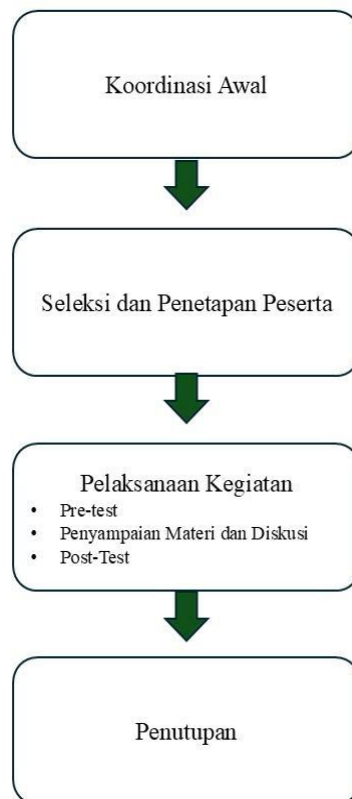 Koordinasi Awal
Seleksi dan Penetapan Peserta
Pelaksanaan Kegiatan
• Pre-test
• Penyampaian Materi dan Diskusi
• Post-Test
Penutupan